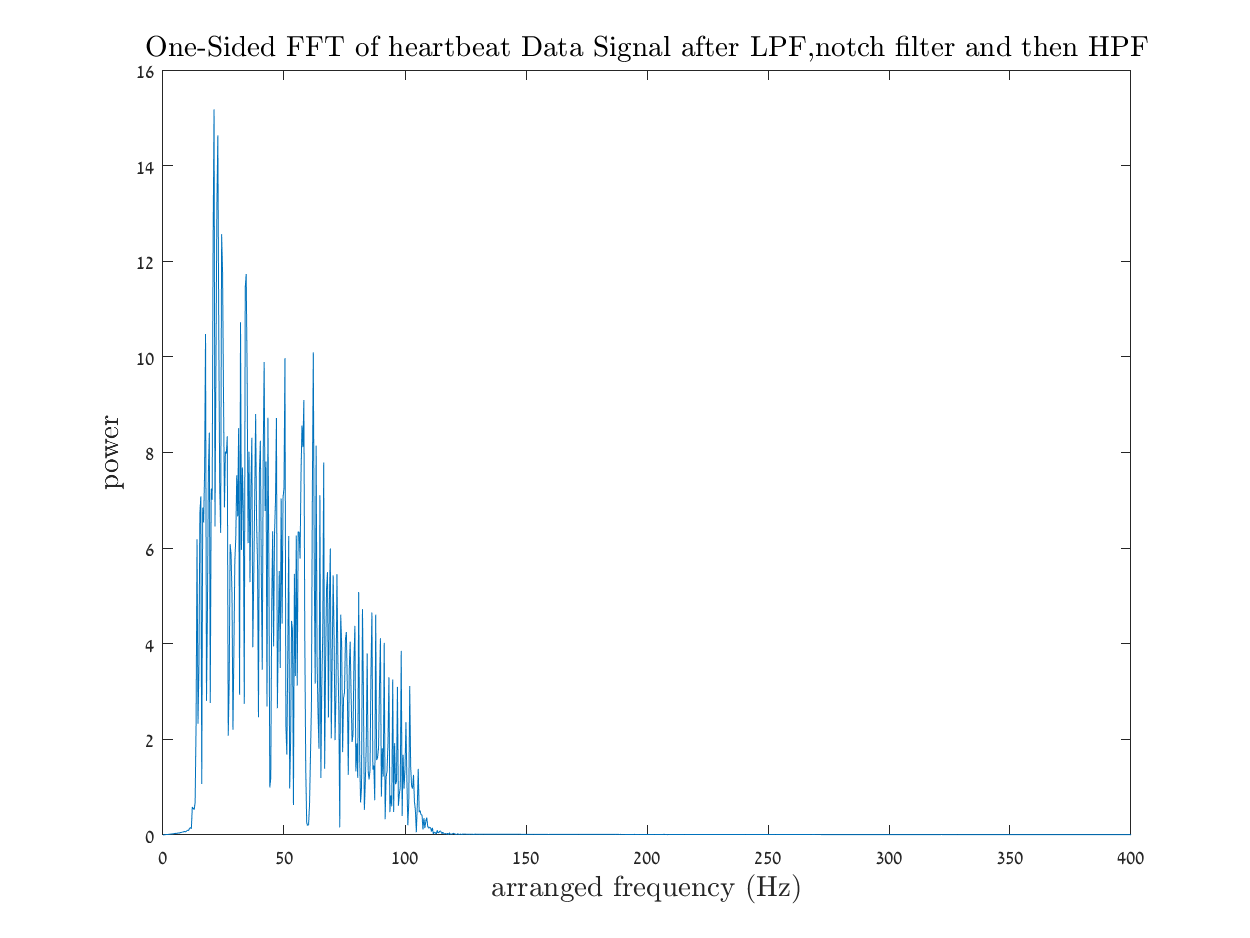 One-Sided FFT of heartbeat Data Signal after LPF,notch filter and then HPF
16
14
12
10
8
6
4
2
0
power
0 50 100 150 200 250 300 350 400
arranged frequency (Hz)